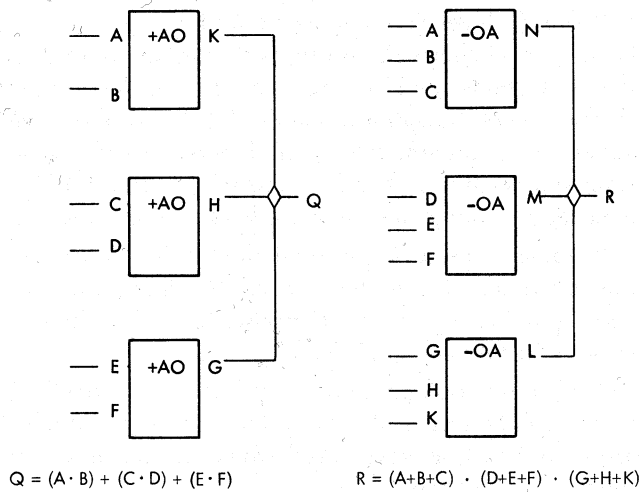 A +AO K
B
C +AO H Q
D
E +AO G
F
Q = (A · B) + (C · D) + (E · F)
A -OA N
B
C
D -OA M R
E
F
G -OA L
H
K
R = (A+B+C) · (D+E+F) · (G+H+K)